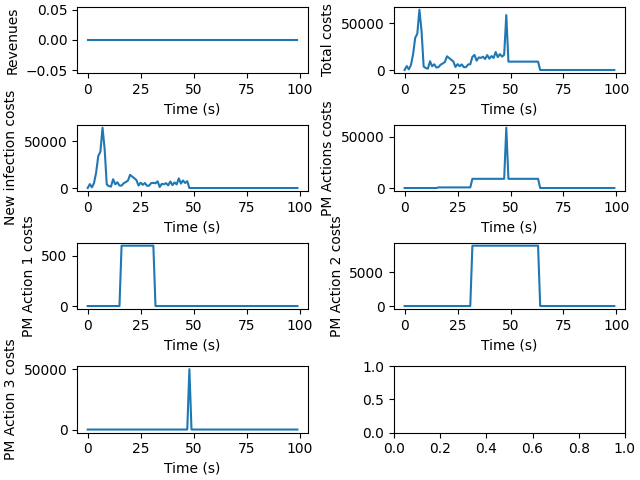 Revenues
0.05
0.00
−0.05
0 25 50 75 100
Time (s)
Total costs
50000
0
0 25 50 75 100
Time (s)
New infection costs
50000
0
0 25 50 75 100
Time (s)
PM Actions costs
50000
0
0 25 50 75 100
Time (s)
PM Action 1 costs
500
0
0 25 50 75 100
Time (s)
PM Action 2 costs
5000
0
0 25 50 75 100
Time (s)
PM Action 3 costs
50000
0
0 25 50 75 100
Time (s)
1.0
0.5
0.0
0.0 0.2 0.4 0.6 0.8 1.0